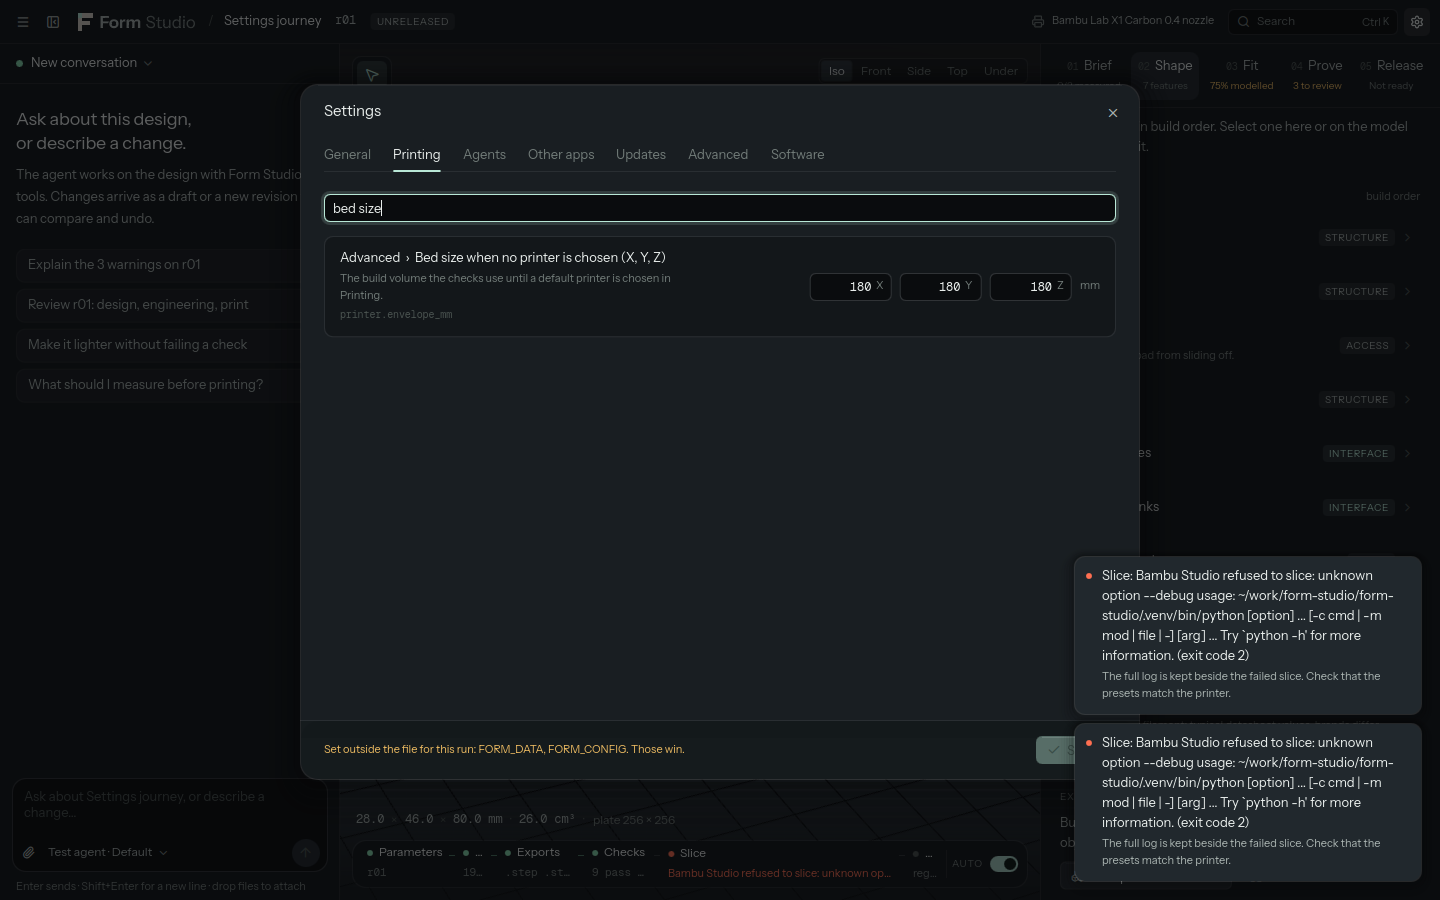 Form Studio / Settings journey r01 UNRELEASED
Bambu Lab X1 Carbon 0.4 nozzle
Search Ctrl K
New conversation
Iso Front Side Top Under
01 Brief 02 Shape 03 Fit 04 Prove 05 Release
7 features 75% modelled 3 to review Not ready
Ask about this design,
or describe a change.
The agent works on the design with Form Studio
tools. Changes arrive as a draft or a new revision
can compare and undo.
Explain the 3 warnings on r01
Review r01: design, engineering, print
Make it lighter without failing a check
What should I measure before printing?
Settings
General Printing Agents Other apps Updates Advanced Software
bed size
Advanced › Bed size when no printer is chosen (X, Y, Z)
The build volume the checks use until a default printer is chosen in
Printing.
printer.envelope_mm
180 X 180 Y 180 Z mm
Set outside the file for this run: FORM_DATA, FORM_CONFIG. Those win.
n build order. Select one here or on the model
it.
build order
STRUCTURE
STRUCTURE
ad from sliding off.
ACCESS
STRUCTURE
es INTERFACE
nks INTERFACE
Slice: Bambu Studio refused to slice: unknown
option --debug usage: ~/work/form-studio/form-
studio/.venv/bin/python [option] ... [-c cmd | -m
mod | file | -] [arg] ... Try `python -h' for more
information. (exit code 2)
The full log is kept beside the failed slice. Check that the
presets match the printer.
Slice: Bambu Studio refused to slice: unknown
option --debug usage: ~/work/form-studio/form-
studio/.venv/bin/python [option] ... [-c cmd | -m
mod | file | -] [arg] ... Try `python -h' for more
information. (exit code 2)
The full log is kept beside the failed slice. Check that the
presets match the printer.
Ask about Settings journey, or describe a
change...
Test agent · Default
Enter sends · Shift+Enter for a new line · drop files to attach
28.0 × 46.0 × 80.0 mm · 26.0 cm³ · plate 256 × 256
Parameters ... ... ... Exports ... Checks ... Slice ... ...
r01 19... .step .st... 9 pass ... Bambu Studio refused to slice: unknown op... reg...
AUTO